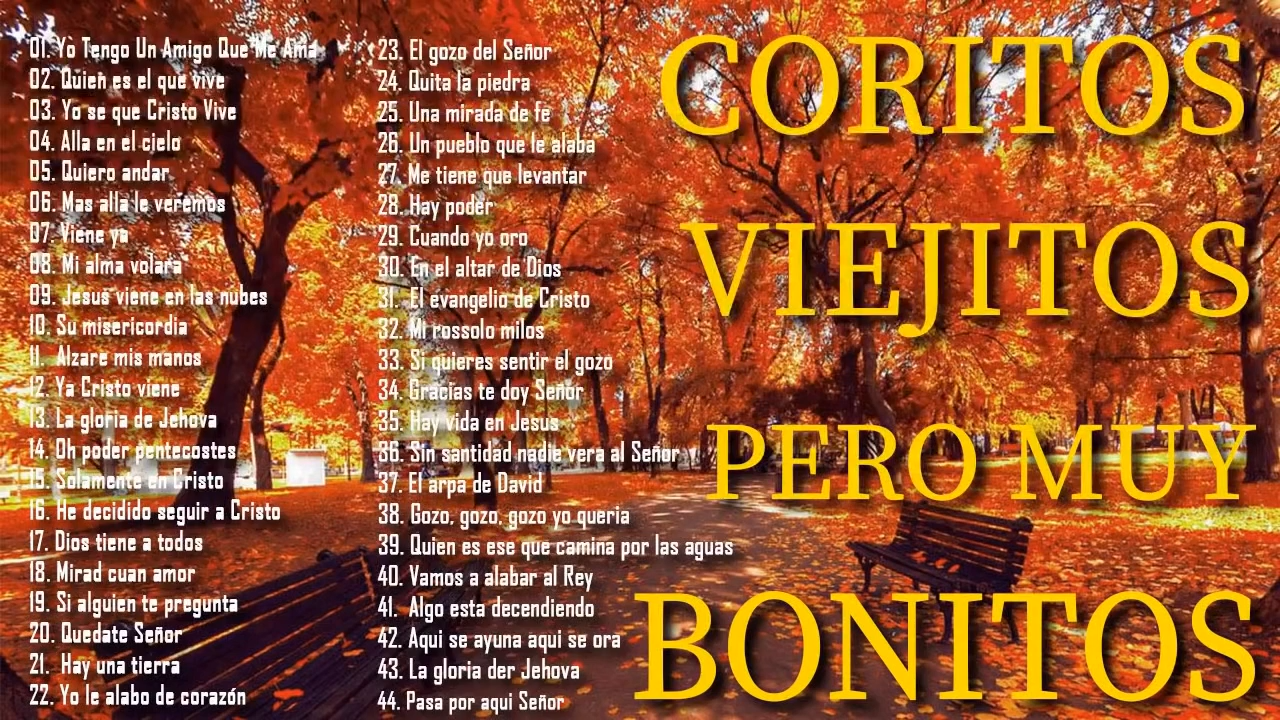 01. Yo Tengo Un Amigo Que Me Ama
02. Quien es el que vive
03. Yo se que Cristo Vive
04. Alla en el cielo
05. Quiero andar
06. Mas alla le veremos
07. Viene ya
08. Mi alma volara
09. Jesus viene en las nubes
10. Su misericordia
11. Alzare mis manos
12. Ya Cristo viene
13. La gloria de Jehova
14. Oh poder pentecostes
15. Solamente en Cristo
16. He decidido seguir a Cristo
17. Dios tiene a todos
18. Mirad cuan amor
19. Si alguien te pregunta
20. Quedate Señor
21. Hay una tierra
22. Yo le alabo de corazón
23. El gozo del Señor
24. Quita la piedra
25. Una mirada de fe
26. Un pueblo que le alaba
27. Me tiene que levantar
28. Hay poder
29. Cuando yo oro
30. En el altar de Dios
31. El evangelio de Cristo
32. Mi rossolo milos
33. Si quieres sentir el gozo
34. Gracias te doy Señor
35. Hay vida en Jesus
36. Sin santidad nadie vera al Señor
37. El arpa de David
38. Gozo, gozo, gozo yo queria
39. Quien es ese que camina por las aguas
40. Vamos a alabar al Rey
41. Algo esta decendiendo
42. Aqui se ayuna aqui se ora
43. La gloria der Jehova
44. Pasa por aqui Señor
CORITOS
VIEJITOS
PERO MUY
BONITOS